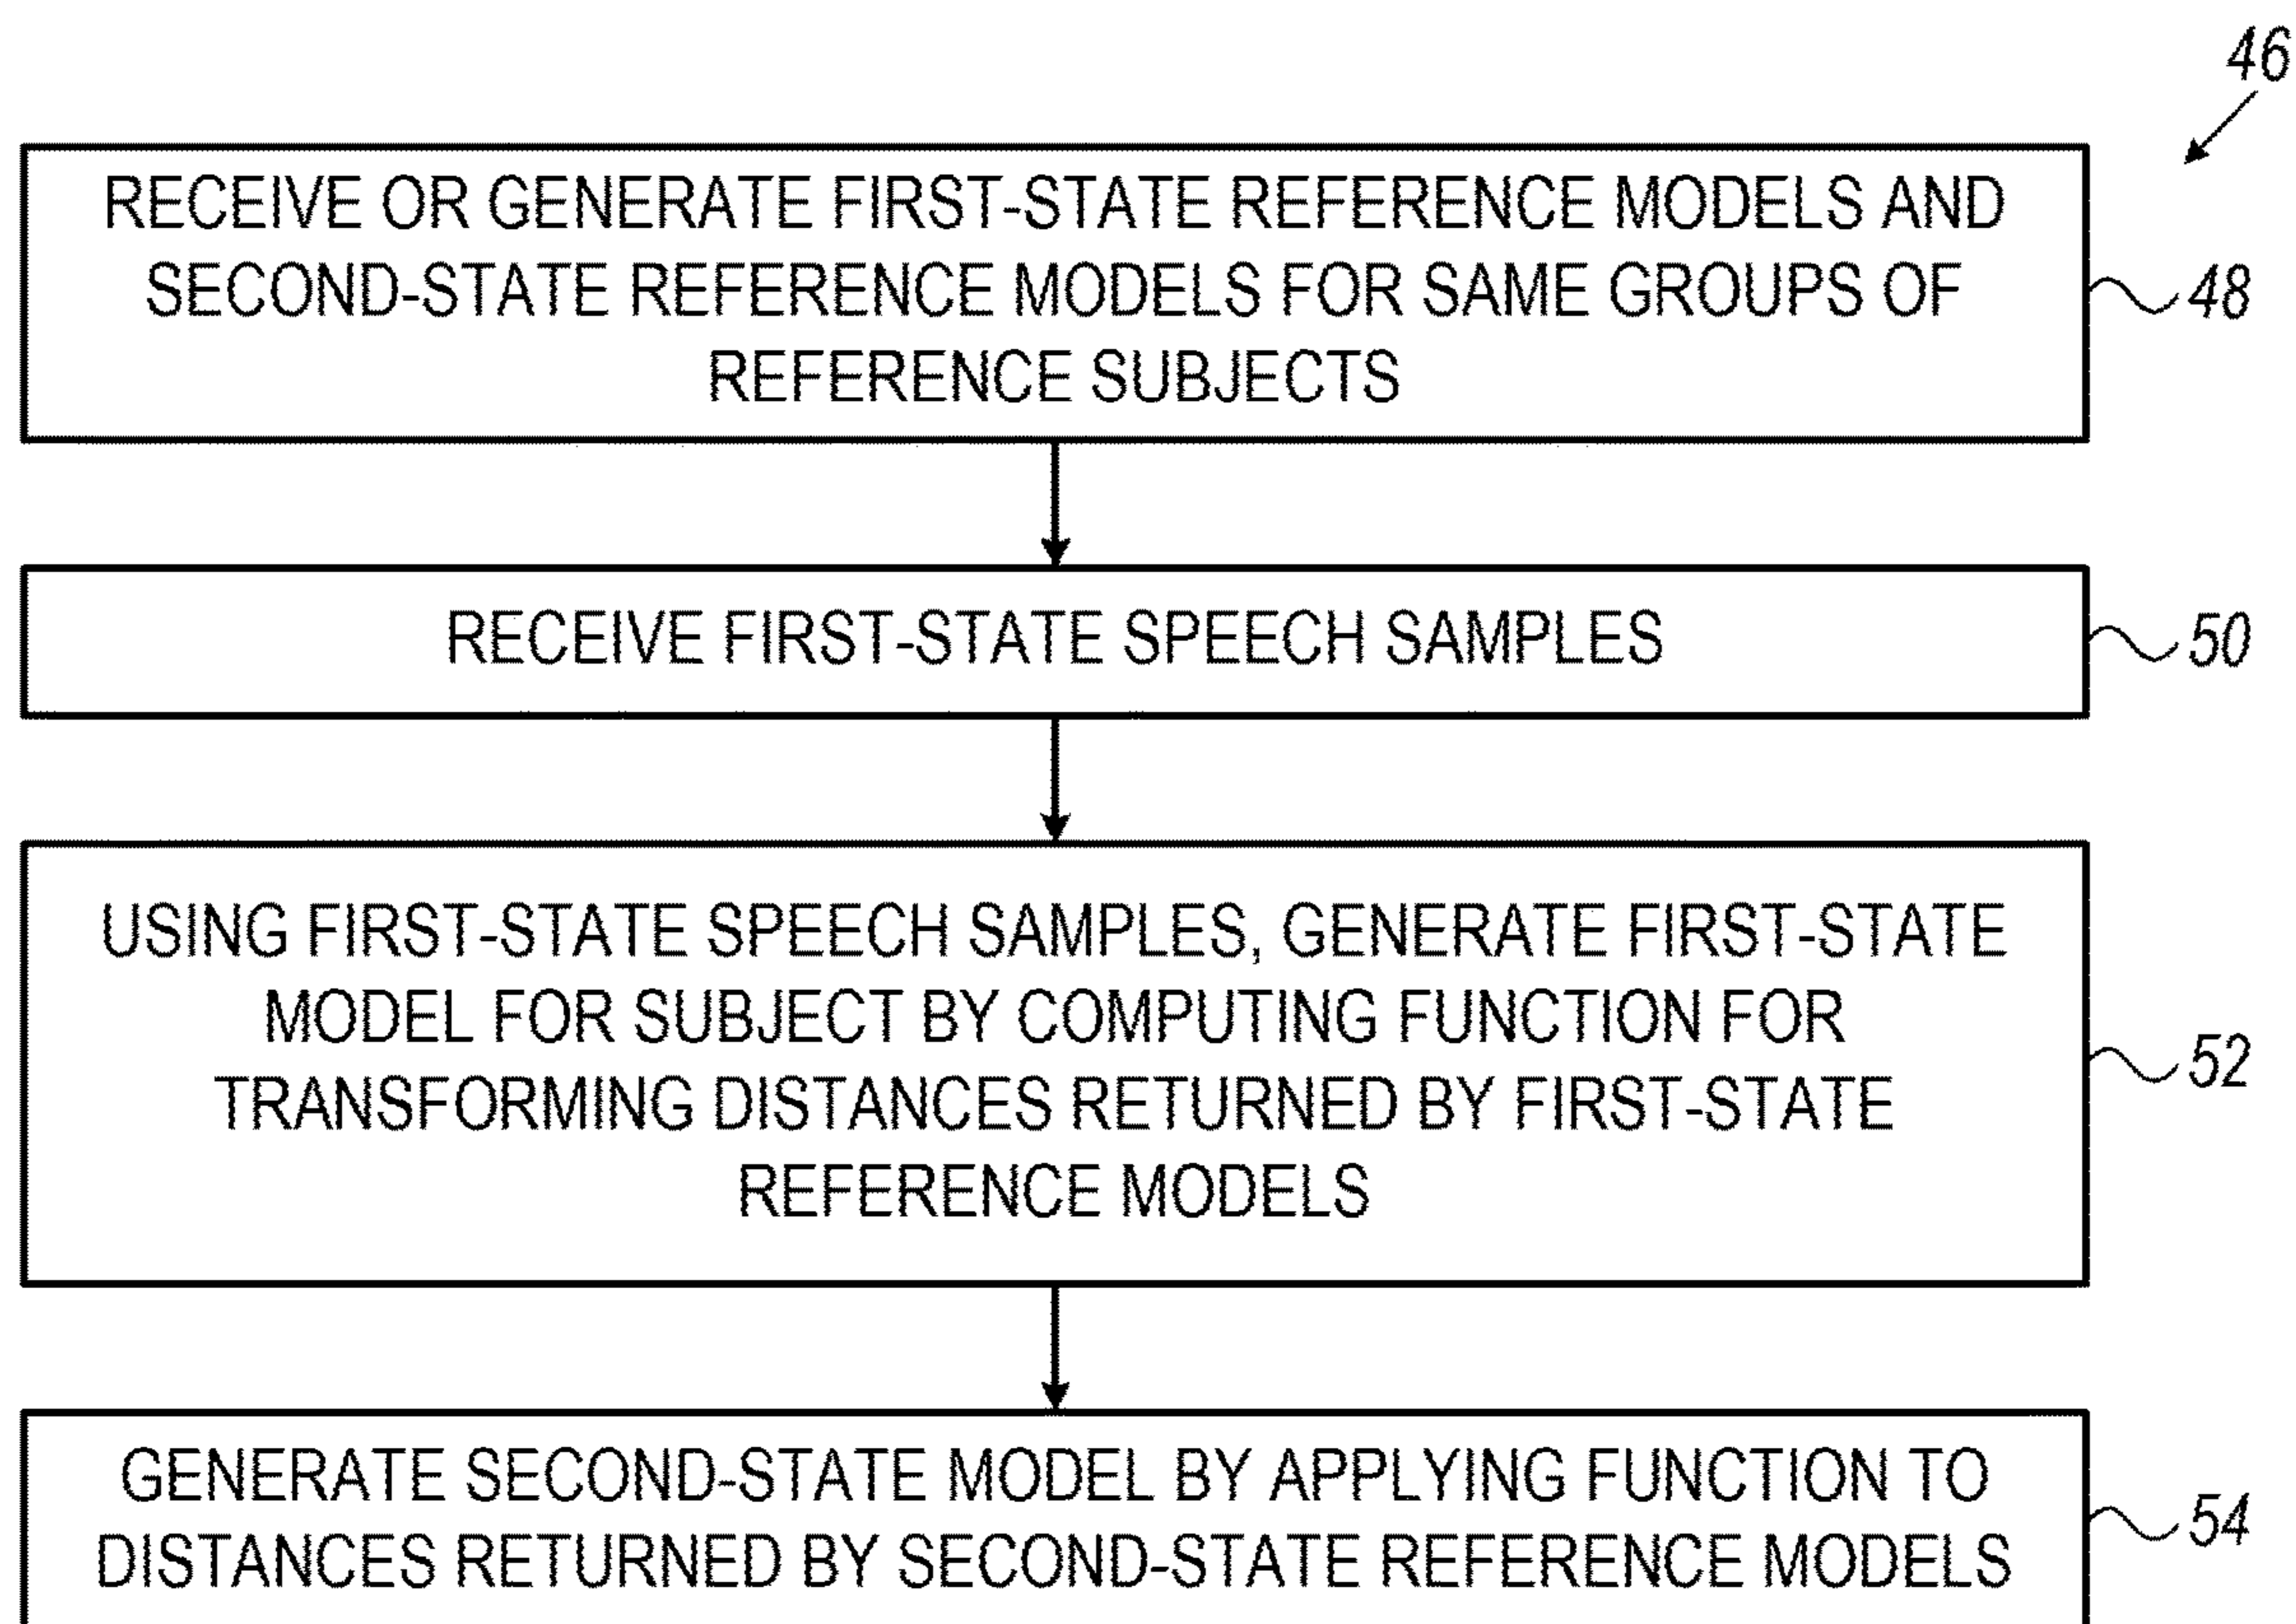 46
RECEIVE OR GENERATE FIRST-STATE REFERENCE MODELS AND
SECOND-STATE REFERENCE MODELS FOR SAME GROUPS OF
REFERENCE SUBJECTS
48
RECEIVE FIRST-STATE SPEECH SAMPLES
50
USING FIRST-STATE SPEECH SAMPLES, GENERATE FIRST-STATE
MODEL FOR SUBJECT BY COMPUTING FUNCTION FOR
TRANSFORMING DISTANCES RETURNED BY FIRST-STATE
REFERENCE MODELS
52
GENERATE SECOND-STATE MODEL BY APPLYING FUNCTION TO
DISTANCES RETURNED BY SECOND-STATE REFERENCE MODELS
54